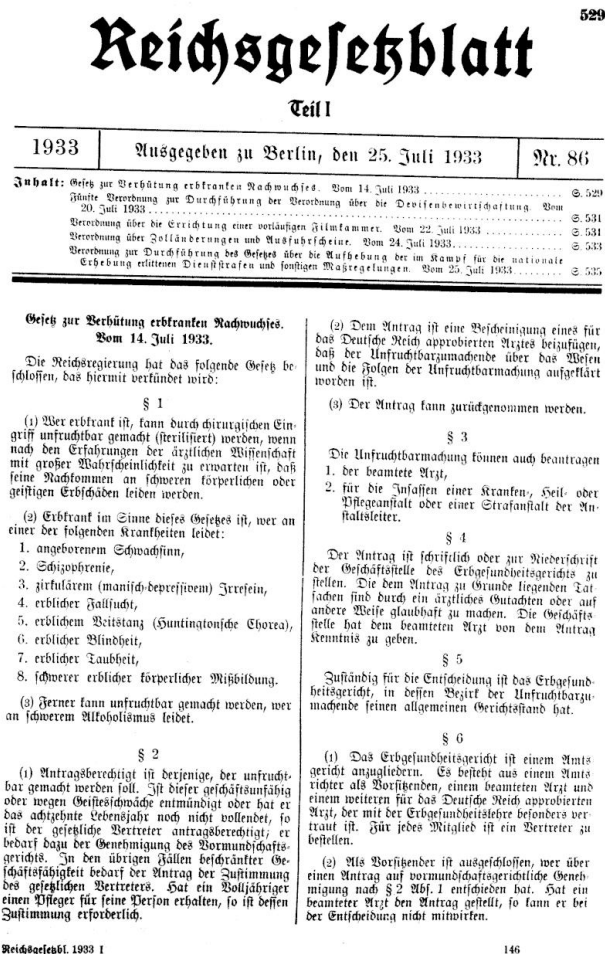 529
Reichsgesetzblatt
Teil I
1933
Ausgegeben zu Berlin, den 25. Juli 1933
Nr. 86
Inhalt: Gesetz zur Verhütung erbkranken Nachwuchses. Vom 14. Juli 1933 ........ S. 529
Fünfte Verordnung zur Durchführung der Verordnung über die Devisenbewirtschaftung. Vom
20. Juli 1933 ........ S. 531
Verordnung über die Errichtung einer vorläufigen Filmkammer. Vom 22. Juli 1933 ........ S. 531
Verordnung über Zolländerungen und Ausfuhrscheine. Vom 24. Juli 1933 ........ S. 533
Verordnung zur Durchführung des Gesetzes über die Aufhebung der im Kampf für die nationale
Erhebung erlittenen Dienststrafen und sonstigen Maßregelungen. Vom 25. Juli 1933 ........ S. 535
Gesetz zur Verhütung erbkranken Nachwuchses.
Vom 14. Juli 1933.
Die Reichsregierung hat das folgende Gesetz be-
schlossen, das hiermit verkündet wird:
§ 1
(1) Wer erbkrank ist, kann durch chirurgischen Ein-
griff unfruchtbar gemacht (sterilisiert) werden, wenn
nach den Erfahrungen der ärztlichen Wissenschaft
mit großer Wahrscheinlichkeit zu erwarten ist, daß
seine Nachkommen an schweren körperlichen oder
geistigen Erbschäden leiden werden.
(2) Erbkrank im Sinne dieses Gesetzes ist, wer an
einer der folgenden Krankheiten leidet:
1. angeborenem Schwachsinn,
2. Schizophrenie,
3. zirkulärem (manisch-depressivem) Irresein,
4. erblicher Fallsucht,
5. erblichem Veitstanz (Huntingtonsche Chorea),
6. erblicher Blindheit,
7. erblicher Taubheit,
8. schwerer erblicher körperlicher Mißbildung.
(3) Ferner kann unfruchtbar gemacht werden, wer
an schwerem Alkoholismus leidet.
§ 2
(1) Antragsberechtigt ist derjenige, der unfrucht-
bar gemacht werden soll. Ist dieser geschäftsunfähig
oder wegen Geistesschwäche entmündigt oder hat er
das achtzehnte Lebensjahr noch nicht vollendet, so
ist der gesetzliche Vertreter antragsberechtigt; er
bedarf dazu der Genehmigung des Vormundschafts-
gerichts. In den übrigen Fällen beschränkter Ge-
schäftsfähigkeit bedarf der Antrag der Zustimmung
des gesetzlichen Vertreters. Hat ein Volljähriger
einen Pfleger für seine Person erhalten, so ist dessen
Zustimmung erforderlich.
(2) Dem Antrag ist eine Bescheinigung eines für
das Deutsche Reich approbierten Arztes beizufügen,
daß der Unfruchtbarzumachende über das Wesen
und die Folgen der Unfruchtbarmachung aufgeklärt
worden ist.
(3) Der Antrag kann zurückgenommen werden.
§ 3
Die Unfruchtbarmachung können auch beantragen
1. der beamtete Arzt,
2. für die Insassen einer Kranken-, Heil- oder
Pflegeanstalt oder einer Strafanstalt der An-
staltsleiter.
§ 4
Der Antrag ist schriftlich oder zur Niederschrift
der Geschäftsstelle des Erbgesundheitsgerichts zu
stellen. Die dem Antrag zu Grunde liegenden Tat-
sachen sind durch ein ärztliches Gutachten oder auf
andere Weise glaubhaft zu machen. Die Geschäfts
stelle hat dem beamteten Arzt von dem Antrag
Kenntnis zu geben.
§ 5
Zuständig für die Entscheidung ist das Erbgesund-
heitsgericht, in dessen Bezirk der Unfruchtbarzu-
machende seinen allgemeinen Gerichtsstand hat.
§ 6
(1) Das Erbgesundheitsgericht ist einem Amts
gericht anzugliedern. Es besteht aus einem Amts
richter als Vorsitzenden, einem beamteten Arzt und
einem weiteren für das Deutsche Reich approbierten
Arzt, der mit der Erbgesundheitslehre besonders ver-
traut ist. Für jedes Mitglied ist ein Vertreter zu
bestellen.
(2) Als Vorsitzender ist ausgeschlossen, wer über
einen Antrag auf vormundschaftsgerichtliche Geneh-
migung nach § 2 Abs. 1 entschieden hat. Hat ein
beamteter Arzt den Antrag gestellt, so kann er bei
der Entscheidung nicht mitwirken.
Reichsgesetzbl. 1933 I
146